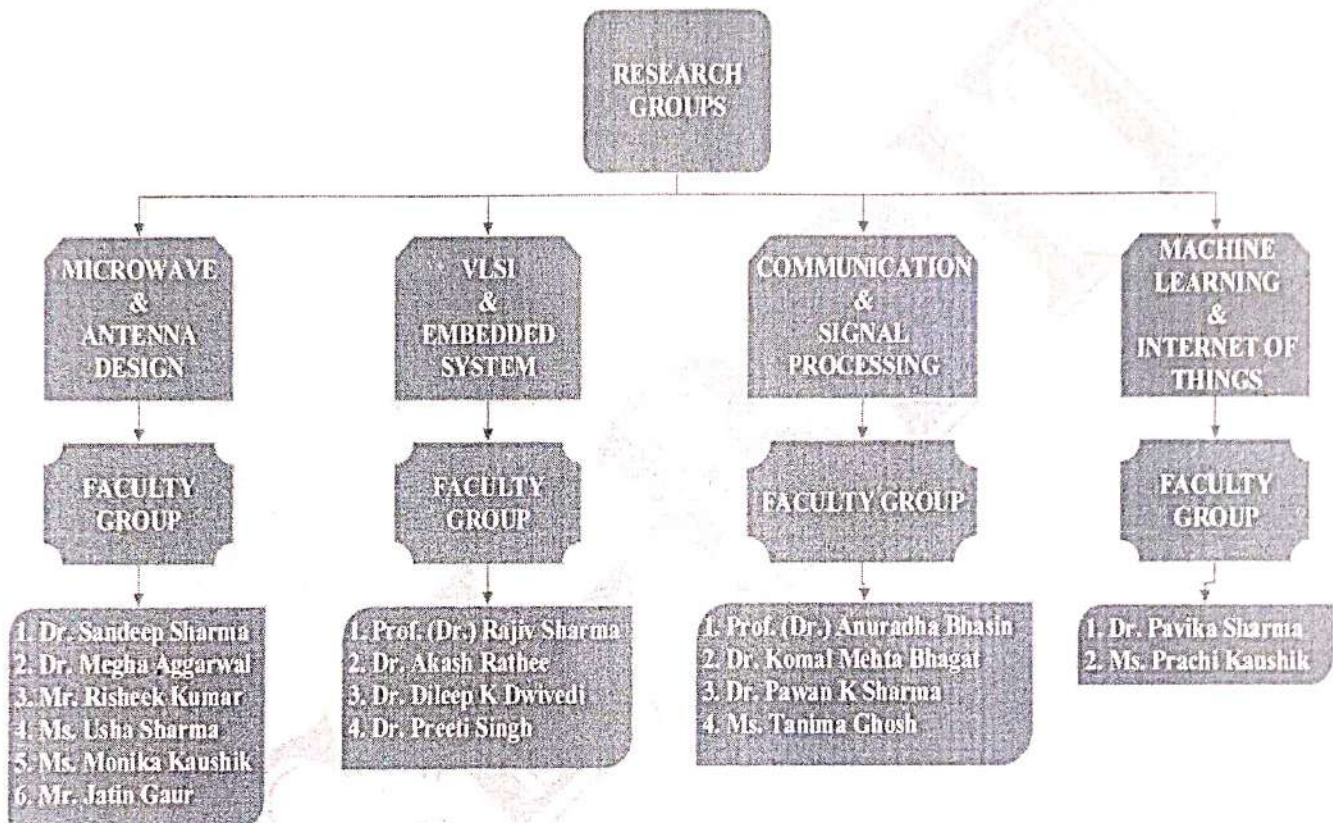 RESEARCH
GROUPS
MICROWAVE
&
ANTENNA
DESIGN
FACULTY
GROUP
1. Dr. Sandeep Sharma
2. Dr. Megha Aggarwal
3. Mr. Risheek Kumar
4. Ms. Usha Sharma
5. Ms. Monika Kaushik
6. Mr. Jatin Gaur
VLSI
&
EMBEDDED
SYSTEM
FACULTY
GROUP
1. Prof. (Dr.) Rajiv Sharma
2. Dr. Akash Rathee
3. Dr. Dileep K Dwivedi
4. Dr. Preeti Singh
COMMUNICATION
&
SIGNAL
PROCESSING
FACULTY GROUP
1. Prof. (Dr.) Anuradha Bhasin
2. Dr. Komal Mehta Bhagat
3. Dr. Pawan K Sharma
4. Ms. Tanima Ghosh
MACHINE
LEARNING
&
INTERNET OF
THINGS
FACULTY
GROUP
1. Dr. Pavika Sharma
2. Ms. Prachi Kaushik